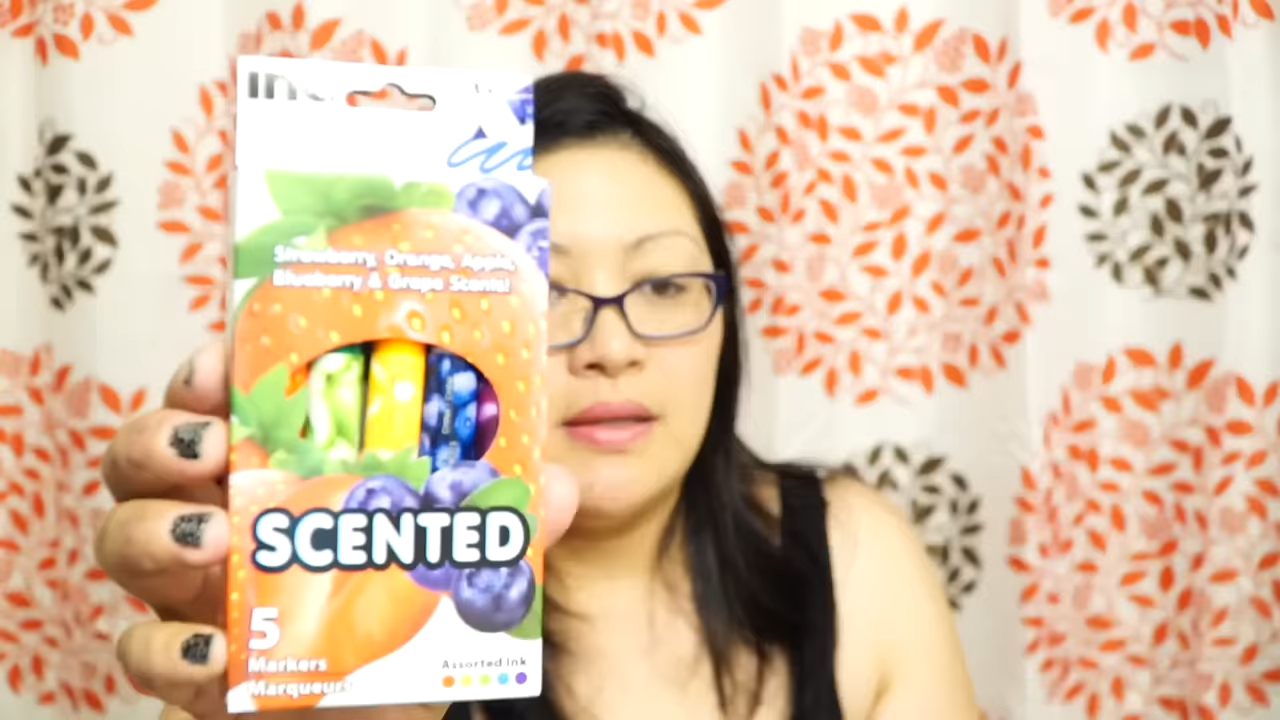 Strawberry, Orange, Apple,
Blueberry & Grape Scents!
SCENTED
5
Markers
Marqueurs
Assorted Ink